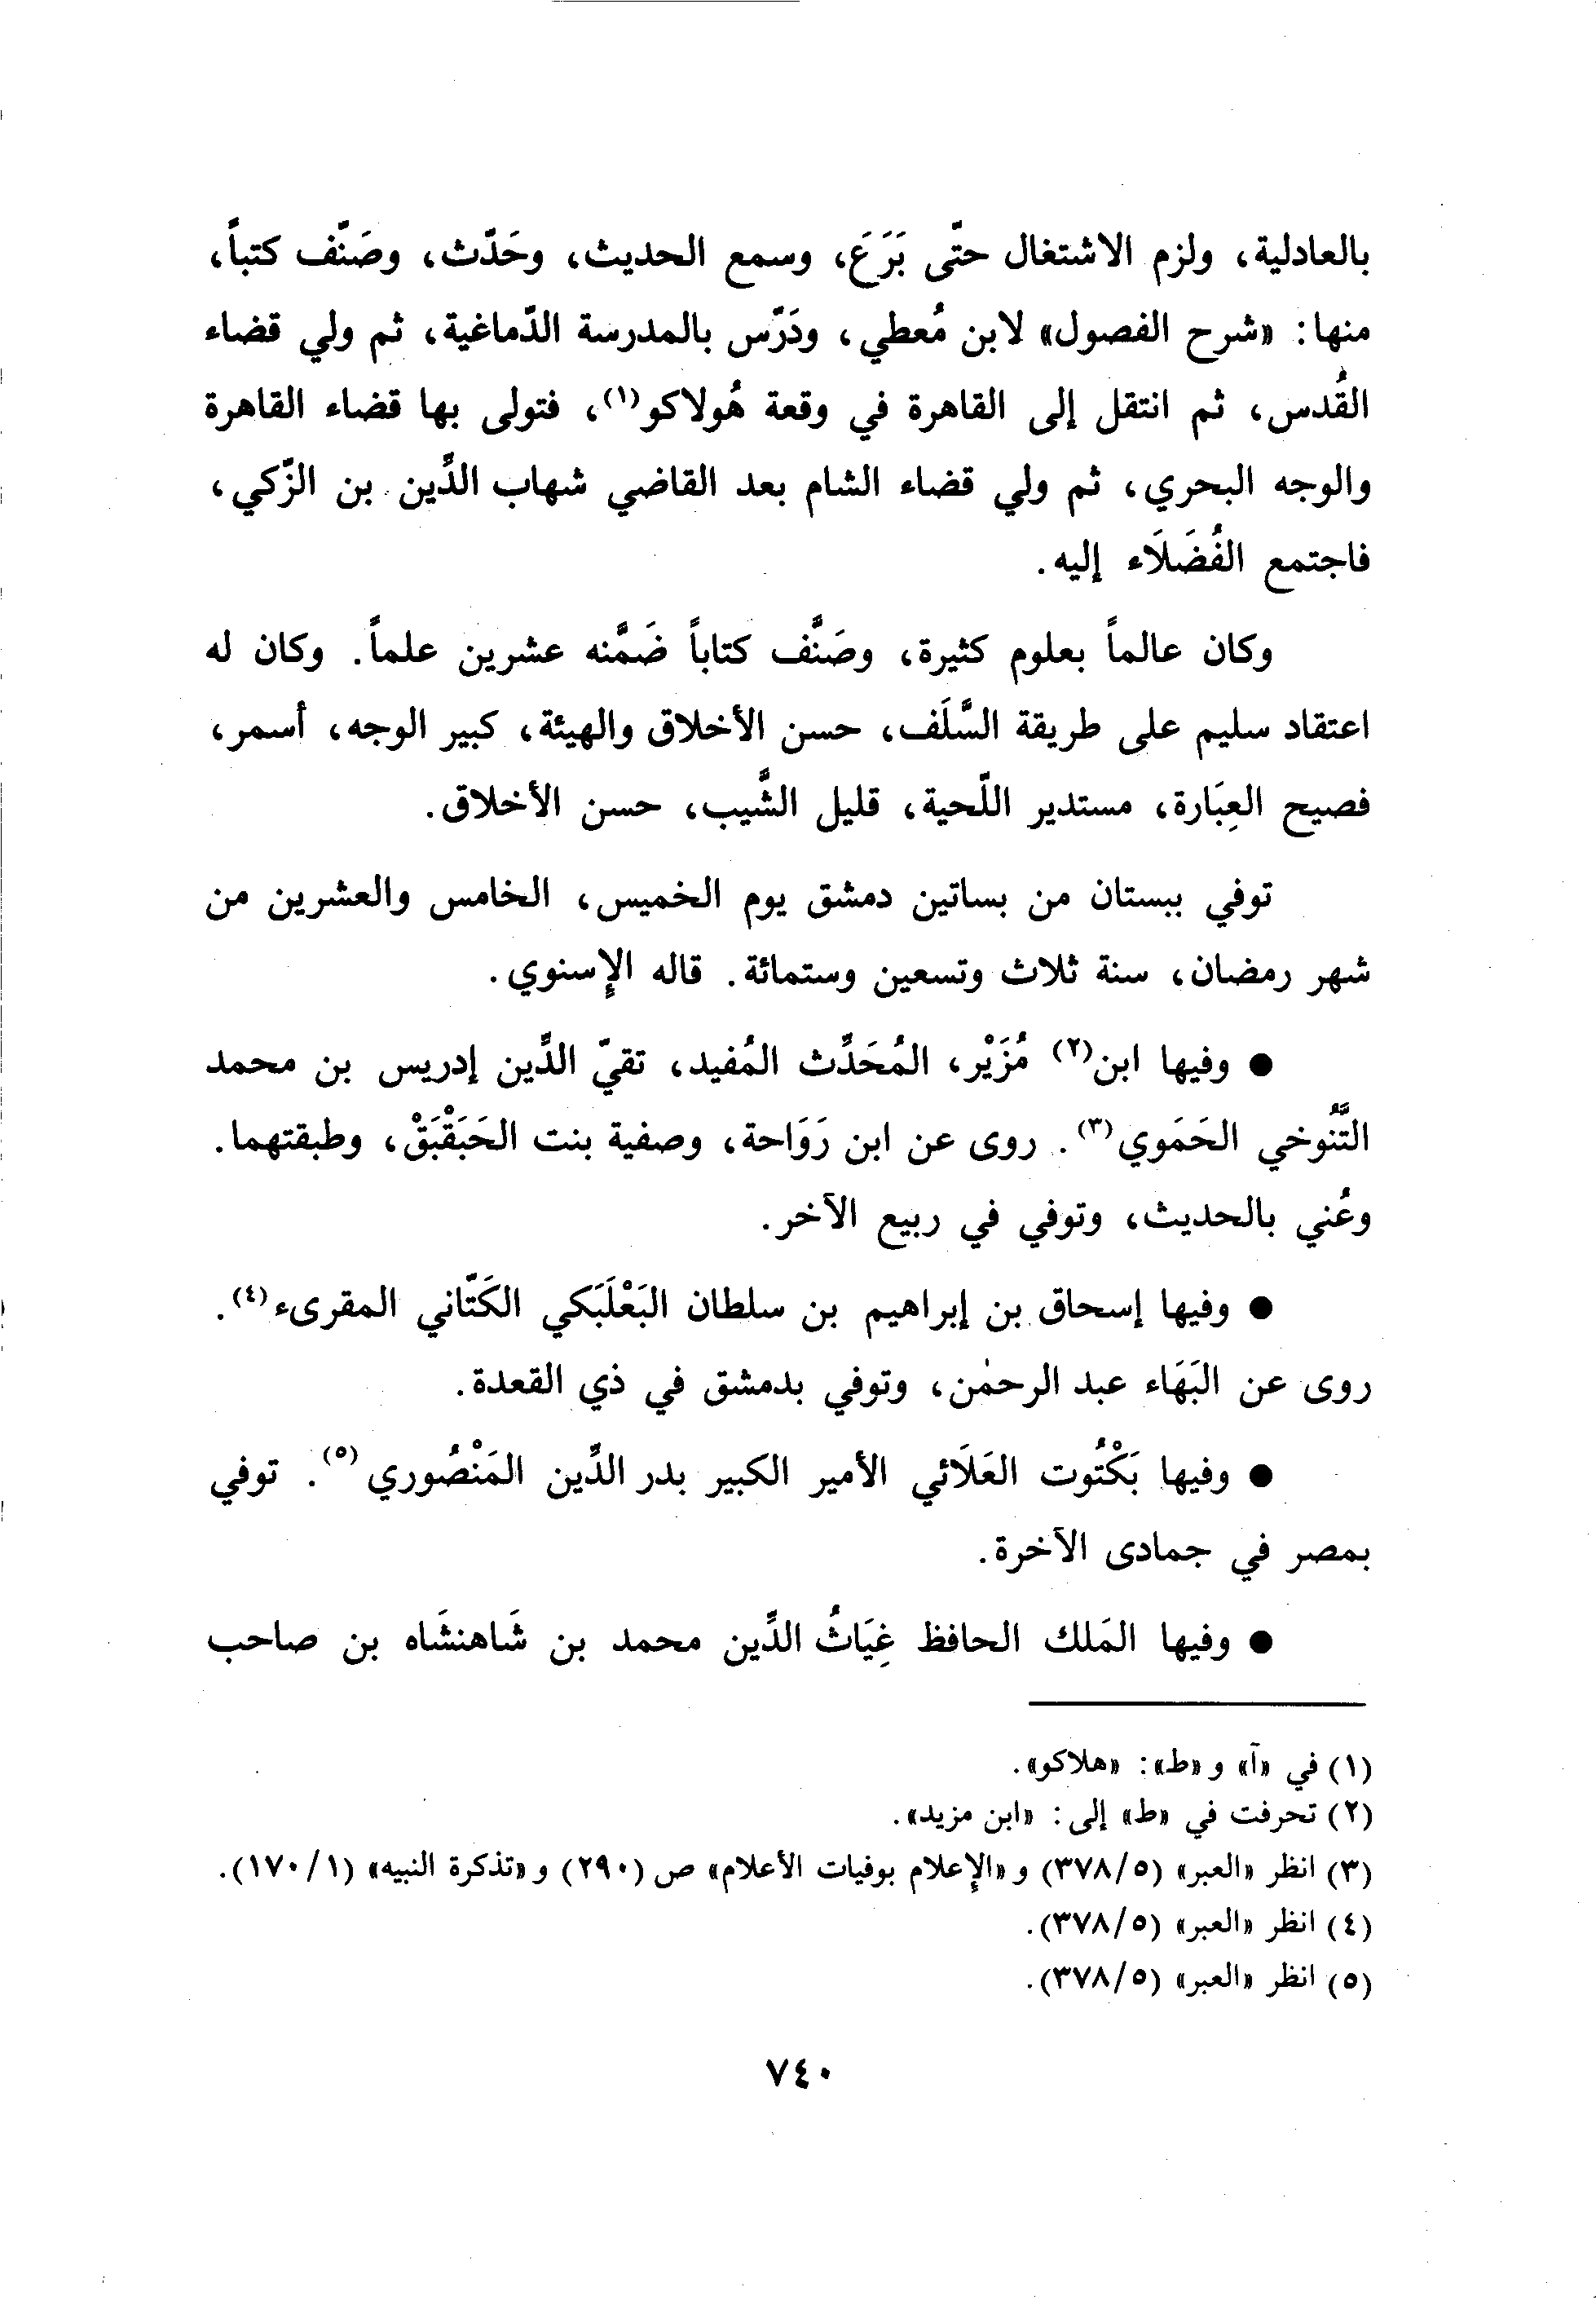 بالعادلية، ولزم الاشتغال حتّى بَرَعَ، وسمع الحديث، وحَدّث، وصَنّف كتباً،
منها: «شرح الفصول» لابن مُعطي، ودَرّس بالمدرسة الدّماغية، ثم ولي قضاء
القُدس، ثم انتقل إلى القاهرة في وقعة هُولاكو(١)، فتولى بها قضاء القاهرة
والوجه البحري، ثم ولي قضاء الشام بعد القاضي شهاب الدِّين بن الزّكي،
فاجتمع الفُضَلَاء إليه.
وكان عالماً بعلوم كثيرة، وصَنَّف كتاباً ضَمَّنه عشرين علماً. وكان له
اعتقاد سليم على طريقة السَّلَف، حسن الأخلاق والهيئة، كبير الوجه، أسمر،
فصيح العِبَارة، مستدير اللّحية، قليل الشَّيب، حسن الأخلاق.
توفي ببستان من بساتين دمشق يوم الخميس، الخامس والعشرين من
شهر رمضان، سنة ثلاث وتسعين وستمائة. قاله الإسنوي.
● وفيها ابن(٢) مُزَيْر، المُحَدِّث المُفيد، تقيّ الدِّين إدريس بن محمد
التَّنُوخي الحَمَوي(٣). روى عن ابن رَوَاحة، وصفية بنت الحَبَقْبَقْ، وطبقتهما.
وعُني بالحديث، وتوفي في ربيع الآخر.
● وفيها إسحاق بن إبراهيم بن سلطان البَعْلَبَكي الكَتّاني المقرىء(٤).
روى عن البَهَاء عبد الرحمٰن، وتوفي بدمشق في ذي القعدة.
● وفيها بَكْتُوت العَلَائي الأمير الكبير بدر الدِّين المَنْصُوري(٥). توفي
بمصر في جمادى الآخرة.
● وفيها المَلك الحافظ غِيَاثُ الدِّين محمد بن شَاهنشَاه بن صاحب
(١) في «آ» و«ط»: «هلاكو».
(٢) تحرفت في «ط» إلى: «ابن مزيد».
(٣) انظر «العبر» (٥/٣٧٨) و«الإعلام بوفيات الأعلام» ص (٢٩٠) و«تذكرة النبيه» (١/١٧٠).
(٤) انظر «العبر» (٥/٣٧٨).
(٥) انظر «العبر» (٥/٣٧٨).
٧٤٠